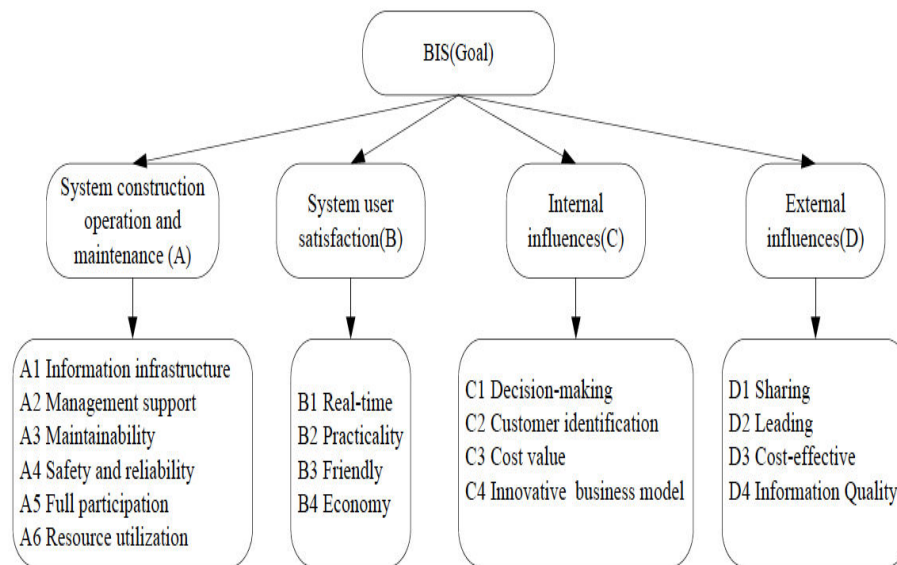 BIS(Goal)
System construction
operation and
maintenance (A)
System user
satisfaction(B)
Internal
influences(C)
External
influences(D)
A1 Information infrastructure
A2 Management support
A3 Maintainability
A4 Safety and reliability
A5 Full participation
A6 Resource utilization
B1 Real-time
B2 Practicality
B3 Friendly
B4 Economy
C1 Decision-making
C2 Customer identification
C3 Cost value
C4 Innovative business model
D1 Sharing
D2 Leading
D3 Cost-effective
D4 Information Quality